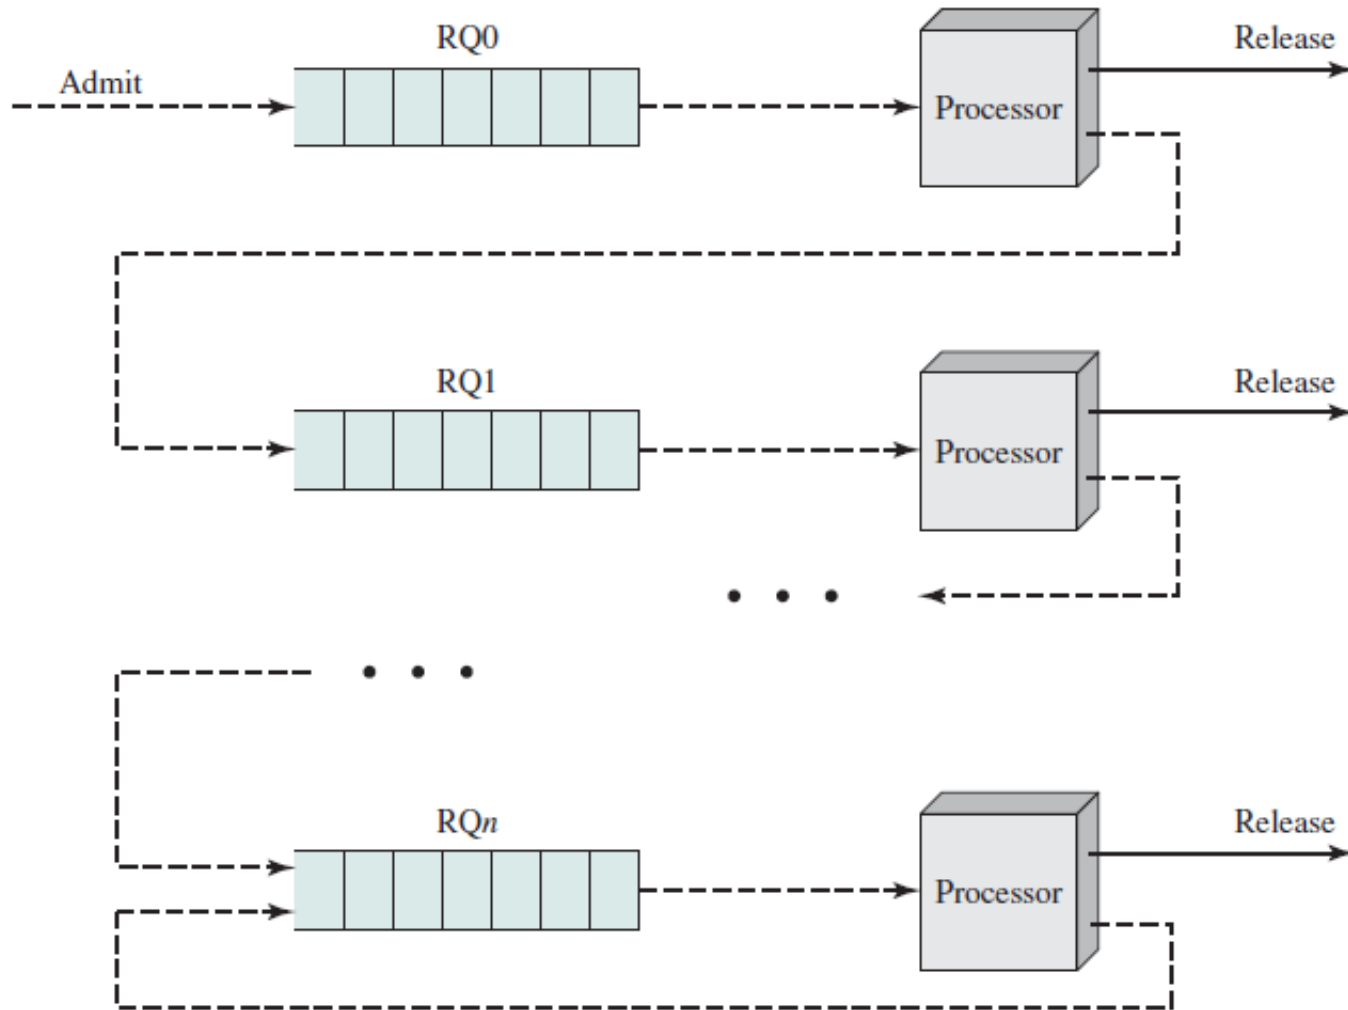 RQ0
Release
Admit
Processor
RQ1
Release
Processor
RQn
Release
Processor